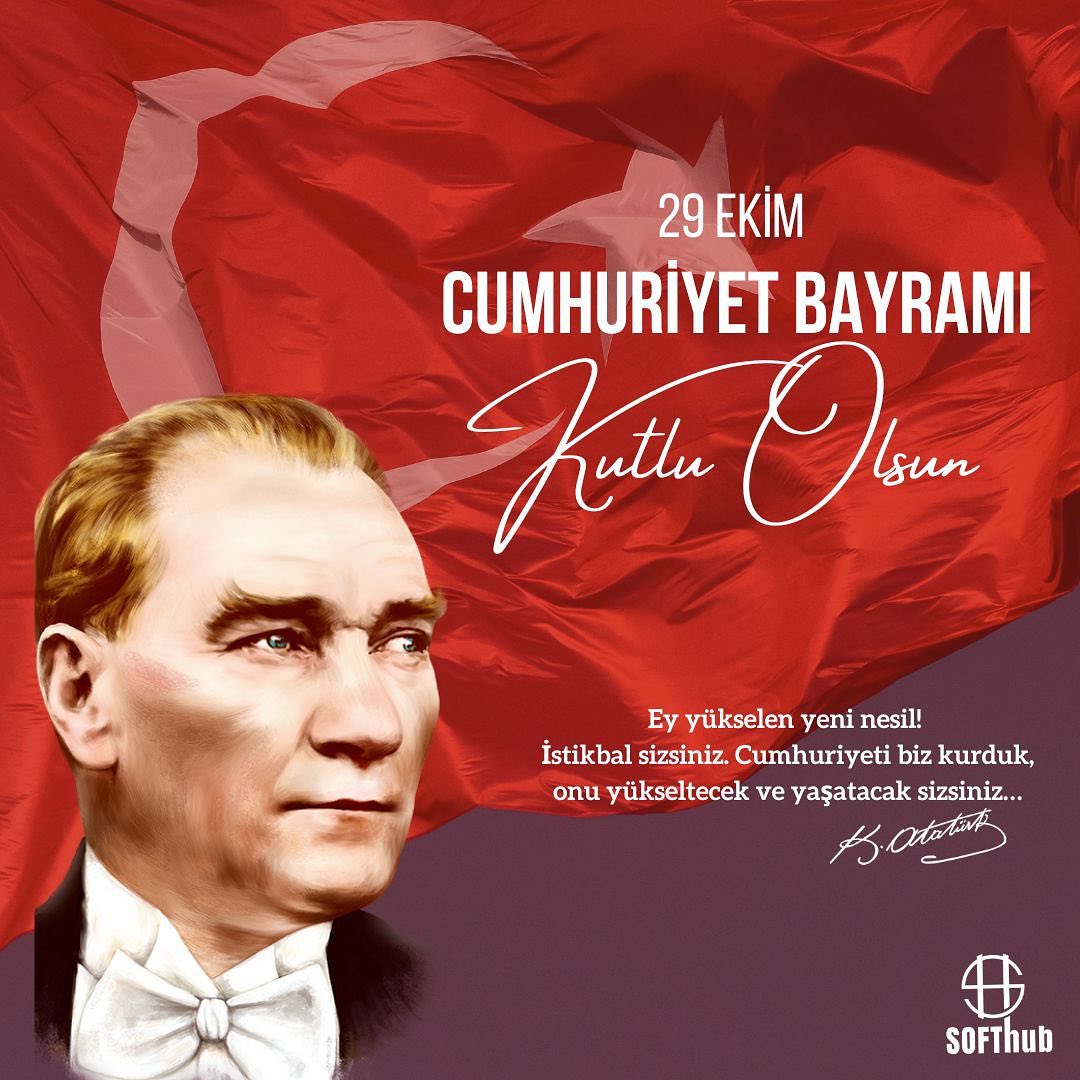 29 EKİM
CUMHURİYET BAYRAMI
Kutlu Olsun
Ey yükselen yeni nesil!
İstikbal sizsiniz. Cumhuriyeti biz kurduk,
onu yükseltecek ve yaşatacak sizsiniz...
K. Atatürk
SOFThub